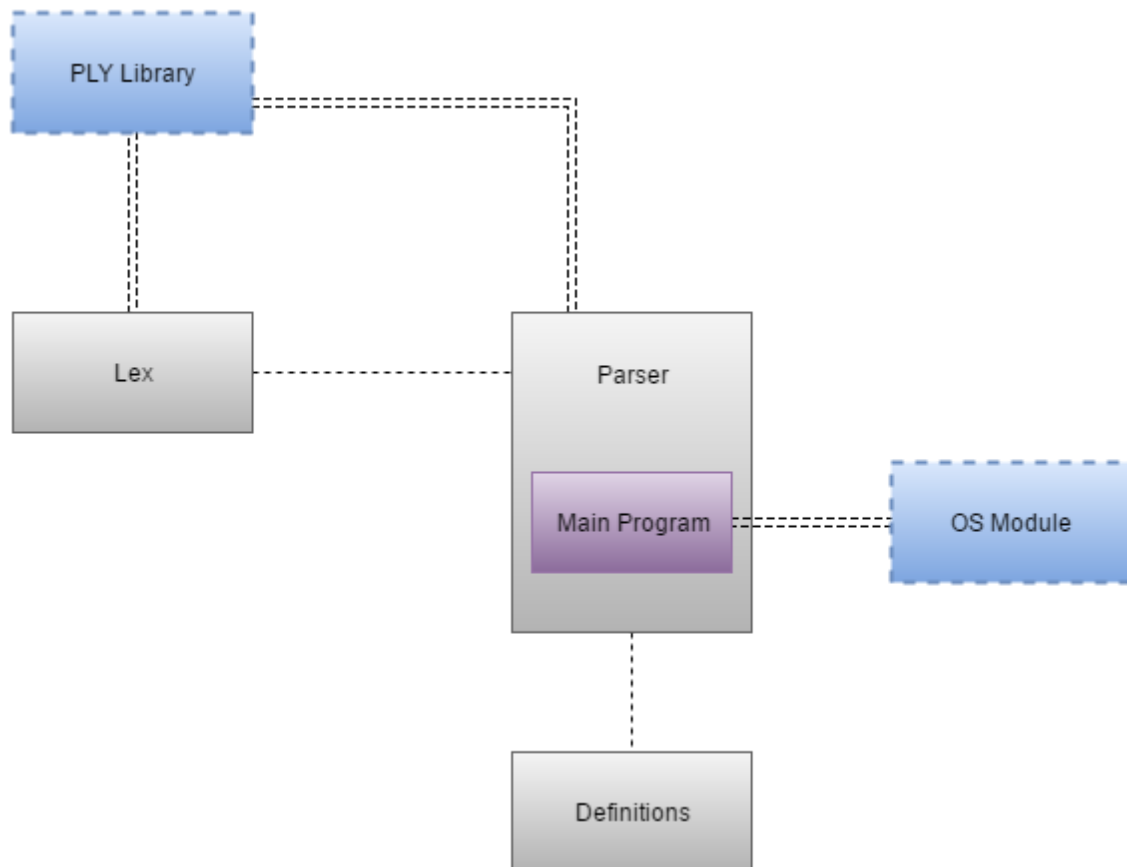 PLY Library
Lex
Parser
Main Program
OS Module
Definitions